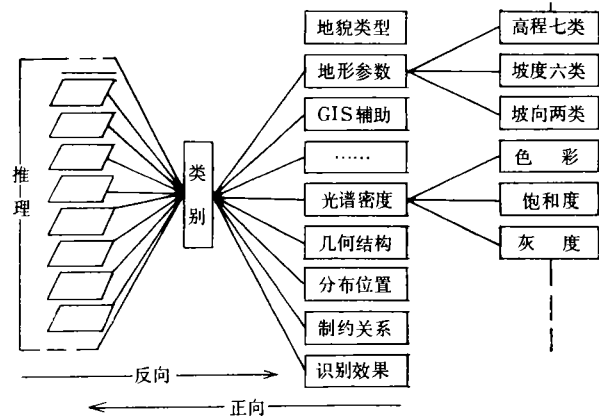 地貌类型
地形参数
GIS辅助
……
光谱密度
几何结构
分布位置
制约关系
识别效果
高程七类
坡度六类
坡向两类
色 彩
饱和度
灰 度
类别
推理
反向
正向